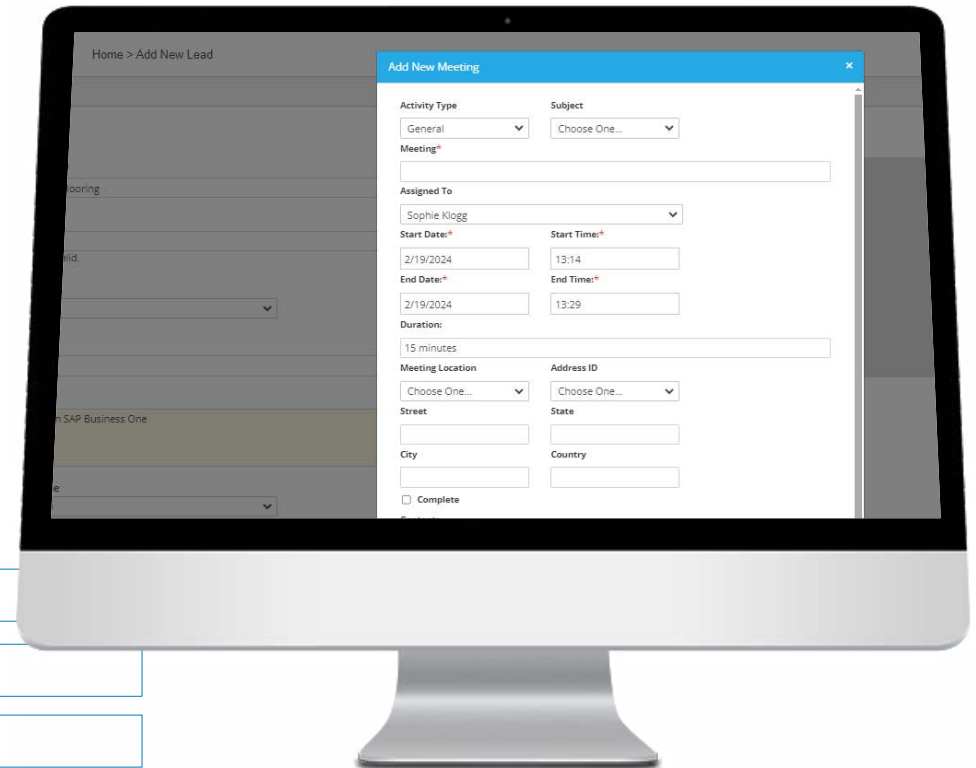 Home > Add New Lead
Add New Meeting ×
Activity Type Subject
General Choose One...
Meeting*
looring
Assigned To
Sophie Klogg
Start Date:* Start Time:*
alid.
2/19/2024 13:14
End Date:* End Time:*
2/19/2024 13:29
Duration:
15 minutes
Meeting Location Address ID
Choose One... Choose One...
Street State
n SAP Business One
City Country
e
Complete